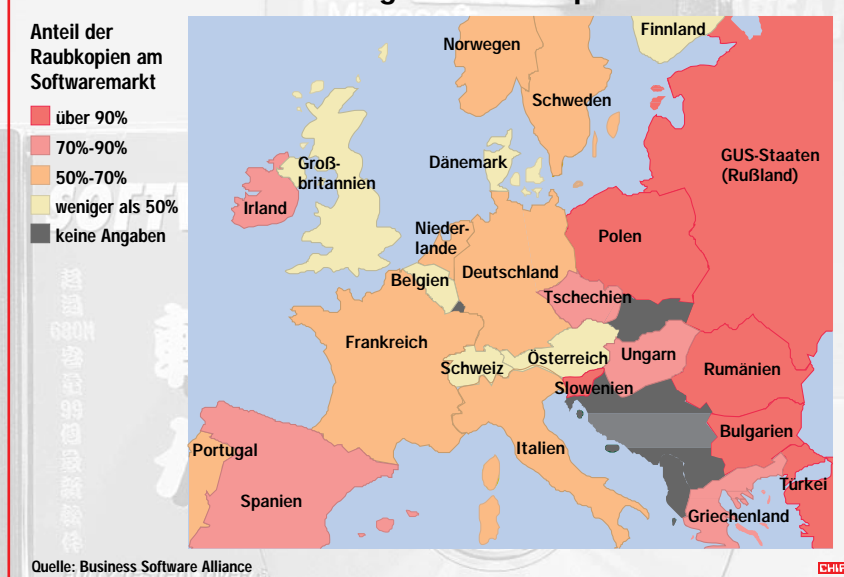 Anteil der
Raubkopien am
Softwaremarkt
über 90%
70%-90%
50%-70%
weniger als 50%
keine Angaben
Finnland
Norwegen
Schweden
GUS-Staaten
(Rußland)
Groß-
britannien
Dänemark
Irland
Nieder-
lande
Polen
Belgien
Deutschland
Tschechien
Frankreich
Schweiz
Österreich
Ungarn
Rumänien
Slowenien
Bulgarien
Portugal
Italien
Spanien
Türkei
Griechenland
Quelle: Business Software Alliance
CHIP